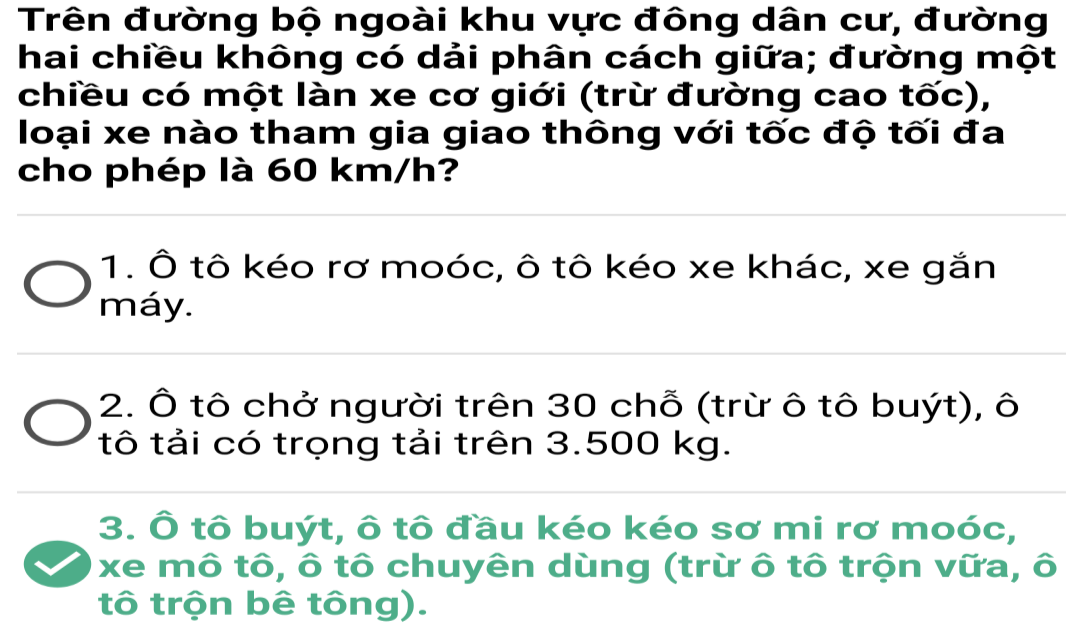 Trên đường bộ ngoài khu vực đông dân cư, đường
hai chiều không có dải phân cách giữa; đường một
chiều có một làn xe cơ giới (trừ đường cao tốc),
loại xe nào tham gia giao thông với tốc độ tối đa
cho phép là 60 km/h?
1. Ô tô kéo rơ moóc, ô tô kéo xe khác, xe gắn
máy.
2. Ô tô chở người trên 30 chỗ (trừ ô tô buýt), ô
tô tải có trọng tải trên 3.500 kg.
3. Ô tô buýt, ô tô đầu kéo kéo sơ mi rơ moóc,
xe mô tô, ô tô chuyên dùng (trừ ô tô trộn vữa, ô
tô trộn bê tông).